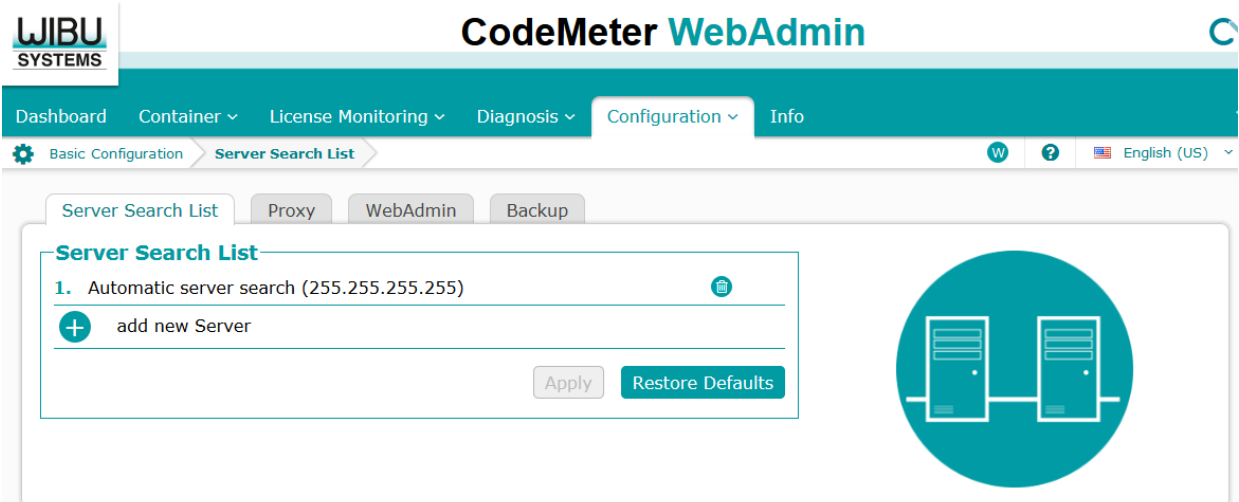 WIBU
SYSTEMS
CodeMeter WebAdmin
Dashboard Container License Monitoring Diagnosis Configuration Info
Basic Configuration Server Search List W ? English (US)
Server Search List Proxy WebAdmin Backup
Server Search List
1. Automatic server search (255.255.255.255)
+ add new Server
Apply Restore Defaults